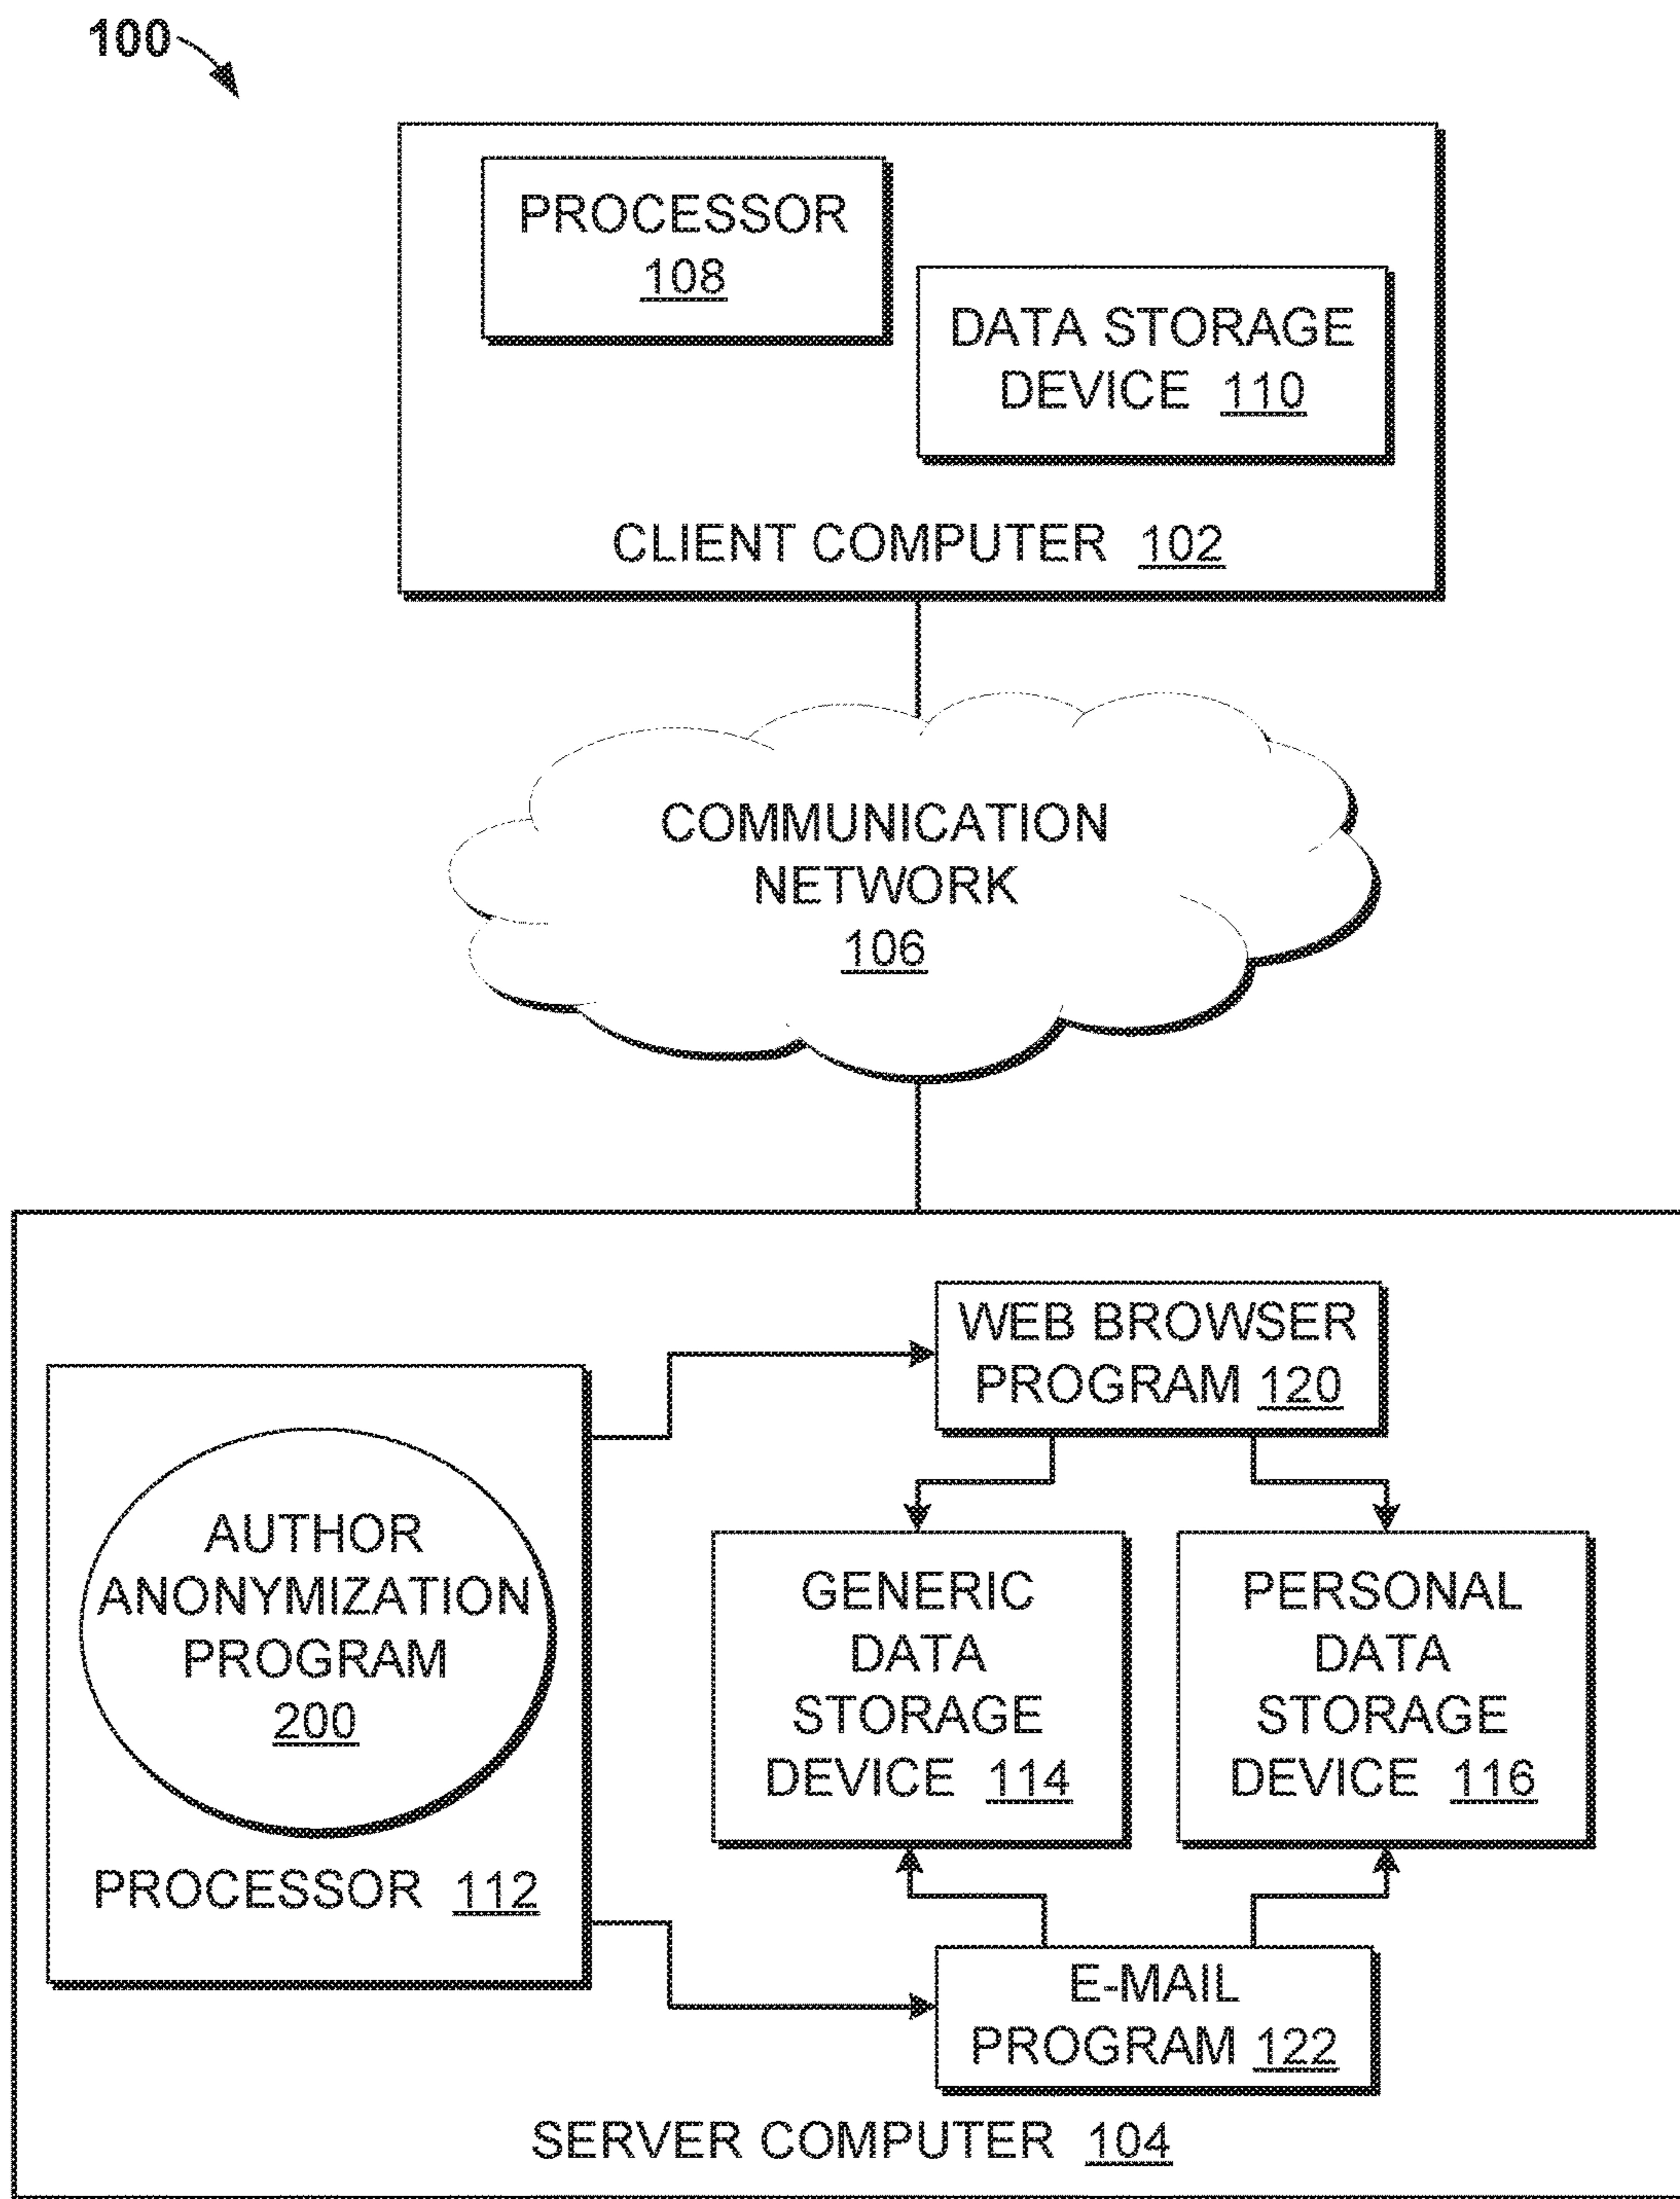 100
PROCESSOR
108
DATA STORAGE
DEVICE 110
CLIENT COMPUTER 102
COMMUNICATION
NETWORK
106
WEB BROWSER
PROGRAM 120
AUTHOR
ANONYMIZATION
PROGRAM
200
PROCESSOR 112
GENERIC
DATA
STORAGE
DEVICE 114
PERSONAL
DATA
STORAGE
DEVICE 116
E-MAIL
PROGRAM 122
SERVER COMPUTER 104